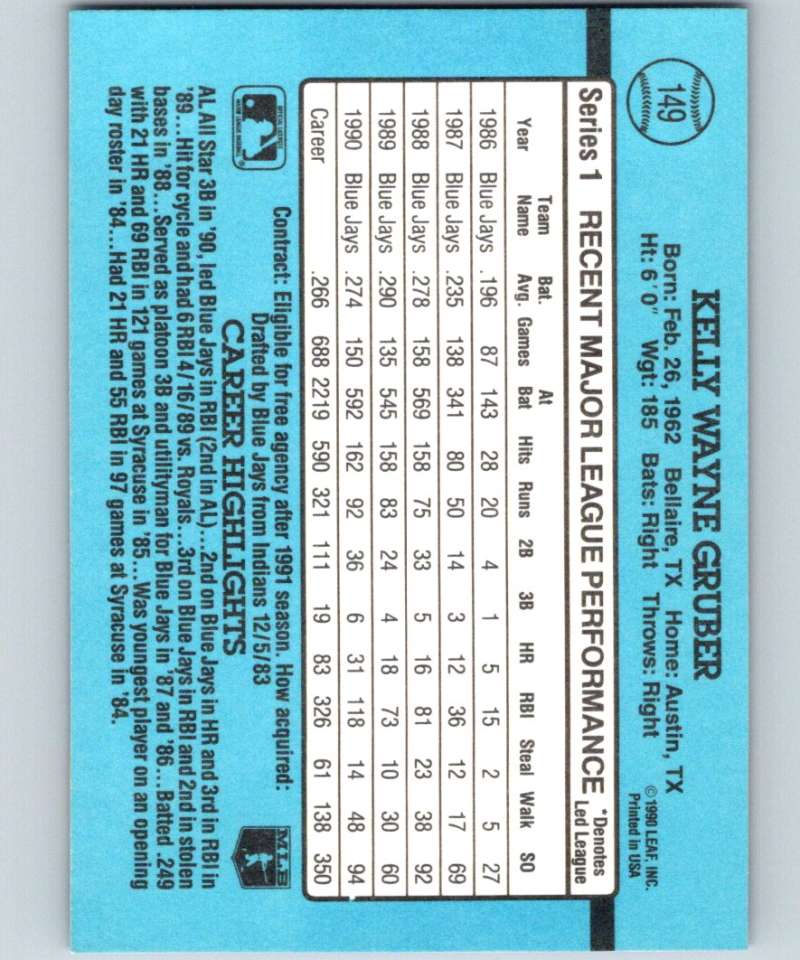 149
KELLY WAYNE GRUBER
Born: Feb. 26, 1962 Bellaire, TX Home: Austin, TX
Ht: 6'0" Wgt: 185 Bats: Right Throws: Right
© 1990 LEAF, INC.
Printed in USA
Series 1 RECENT MAJOR LEAGUE PERFORMANCE *Denotes Led League
Year Team Name Bat. Avg. Games At Bat Hits Runs 2B 3B HR RBI Steal Walk SO
1986 Blue Jays .196 87 143 28 20 4 1 5 15 2 5 27
1987 Blue Jays .235 138 341 80 50 14 3 12 36 12 17 69
1988 Blue Jays .278 158 569 158 75 33 5 16 81 23 38 92
1989 Blue Jays .290 135 545 158 83 24 4 18 73 10 30 60
1990 Blue Jays .274 150 592 162 92 36 6 31 118 14 48 94
Career .266 688 2219 590 321 111 19 83 326 61 138 350
Contract: Eligible for free agency after 1991 season. How acquired:
Drafted by Blue Jays from Indians 12/5/83
MLB
CAREER HIGHLIGHTS
AL All Star 3B in '90, led Blue Jays in RBI (2nd in AL)...2nd on Blue Jays in HR and 3rd in RBI in
'89...Hit for cycle and had 6 RBI 4/16/89 vs. Royals...3rd on Blue Jays in RBI and 2nd in stolen
bases in '88...Served as platoon 3B and utilityman for Blue Jays in '87 and '86...Batted .249
with 21 HR and 69 RBI in 121 games at Syracuse in '85...Was youngest player on an opening
day roster in '84...Had 21 HR and 55 RBI in 97 games at Syracuse in '84.